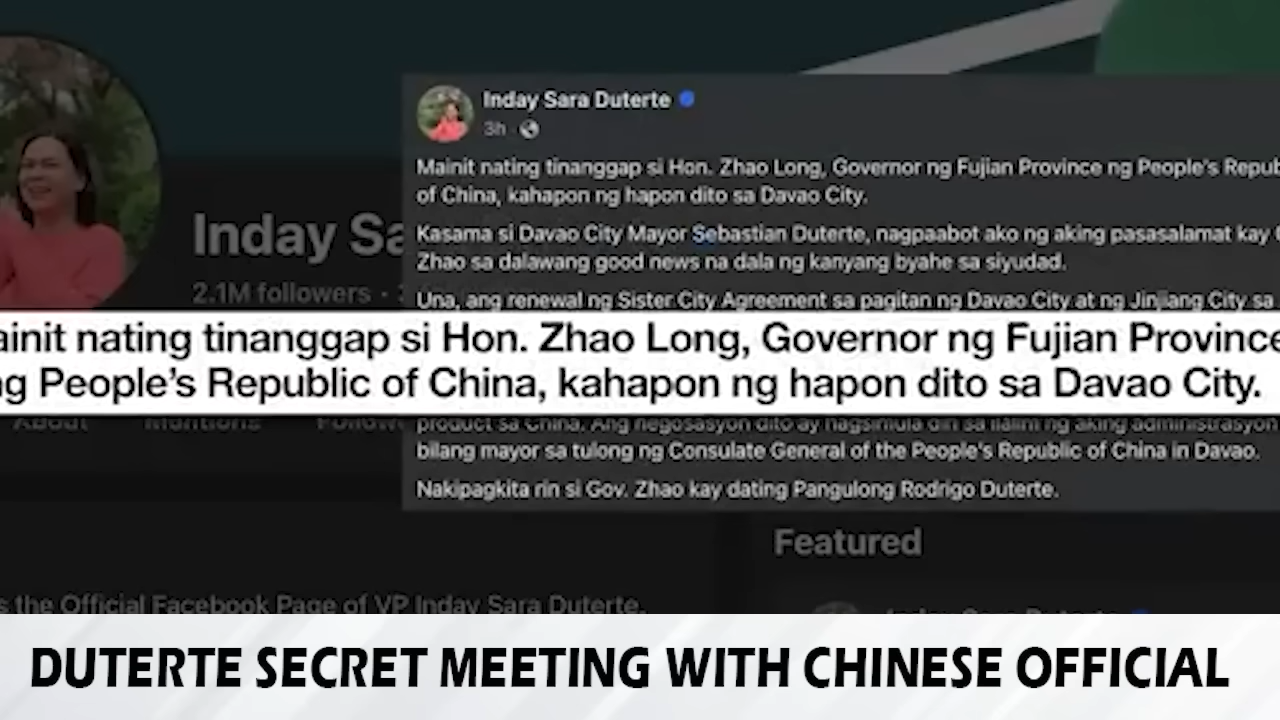 Inday Sara Duterte
3h
Mainit nating tinanggap si Hon. Zhao Long, Governor ng Fujian Province ng People's Repub
of China, kahapon ng hapon dito sa Davao City.
Inday Sa
Kasama si Davao City Mayor Sebastian Duterte, nagpaabot ako ng aking pasasalamat kay
Zhao sa dalawang good news na dala ng kanyang byahe sa siyudad.
2.1M followers ·
Una, ang renewal ng Sister City Agreement sa pagitan ng Davao City at ng Jinjiang City sa
ainit nating tinanggap si Hon. Zhao Long, Governor ng Fujian Province
ng People's Republic of China, kahapon ng hapon dito sa Davao City.
About Mentions Followe
product sa China. Ang negosasyon dito ay nagsimula din sa ilalim ng aking administrasyon
bilang mayor sa tulong ng Consulate General of the People's Republic of China in Davao.
Nakipagkita rin si Gov. Zhao kay dating Pangulong Rodrigo Duterte.
Featured
s the Official Facebook Page of VP Inday Sara Duterte.
Inday Sara Duterte
DUTERTE SECRET MEETING WITH CHINESE OFFICIAL